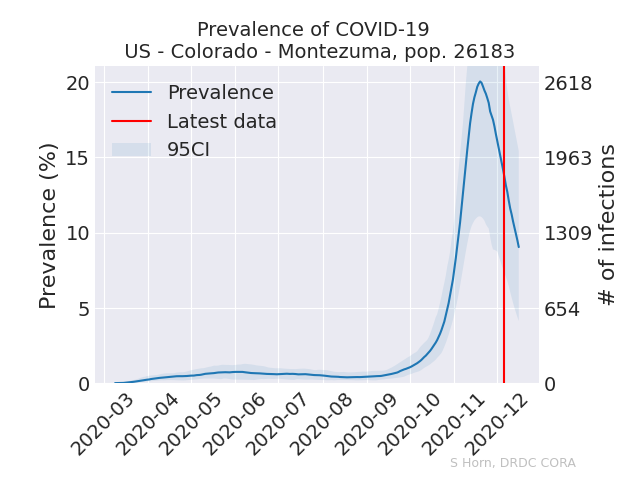 Prevalence of COVID-19
US - Colorado - Montezuma, pop. 26183
Prevalence
Latest data
95CI
Prevalence (%)
20
15
10
5
0
2618
1963
1309
654
0
# of infections
2020-03
2020-04
2020-05
2020-06
2020-07
2020-08
2020-09
2020-10
2020-11
2020-12
S Horn, DRDC CORA